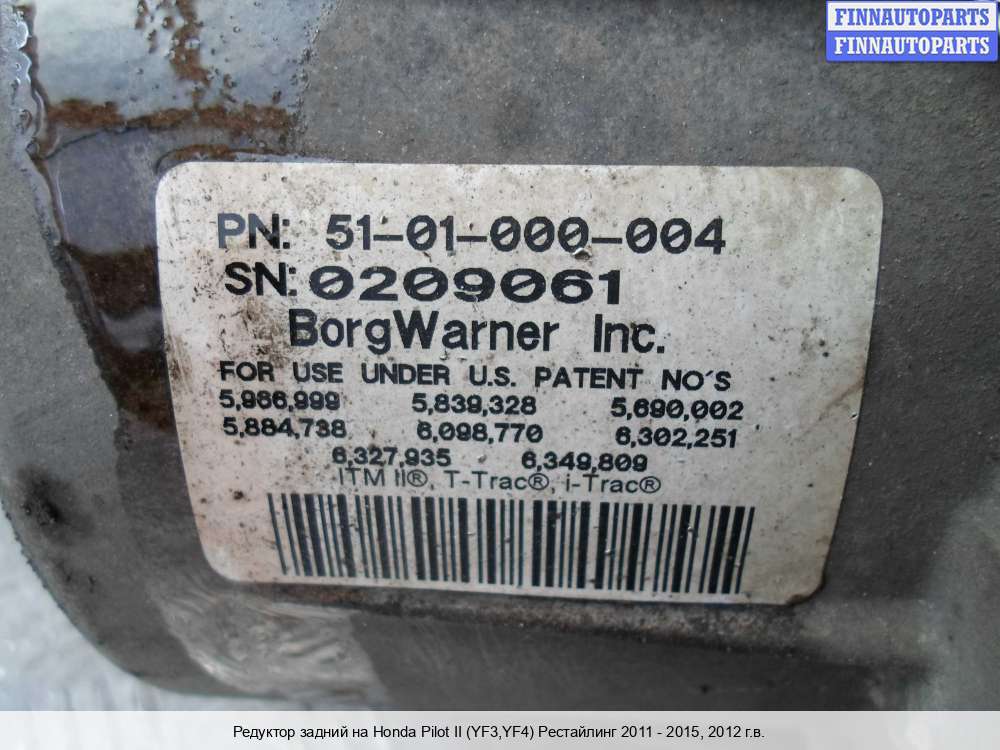 FINNAUTOPARTS
FINNAUTOPARTS
PN: 51-01-000-004
SN: 0209061
BorgWarner Inc.
FOR USE UNDER U.S. PATENT NO'S
5,966,999 5,839,328 5,690,002
5,884,738 6,098,770 6,302,251
6,327,935 6,349,809
ITM II®, T-Trac®, i-Trac®
Редуктор задний на Honda Pilot II (YF3,YF4) Рестайлинг 2011 - 2015, 2012 г.в.